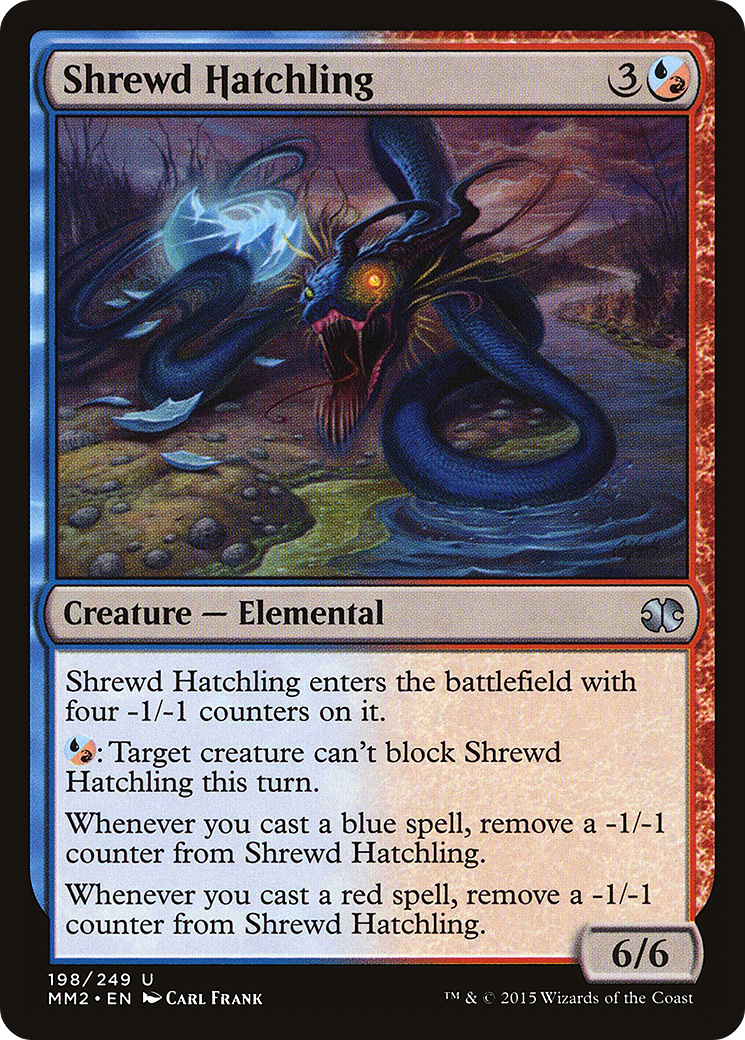 Shrewd Hatchling 3
Creature — Elemental
Shrewd Hatchling enters the battlefield with
four -1/-1 counters on it.
: Target creature can't block Shrewd
Hatchling this turn.
Whenever you cast a blue spell, remove a -1/-1
counter from Shrewd Hatchling.
Whenever you cast a red spell, remove a -1/-1
counter from Shrewd Hatchling.
6/6
198/249 U
MM2 • EN Carl Frank ™ & © 2015 Wizards of the Coast